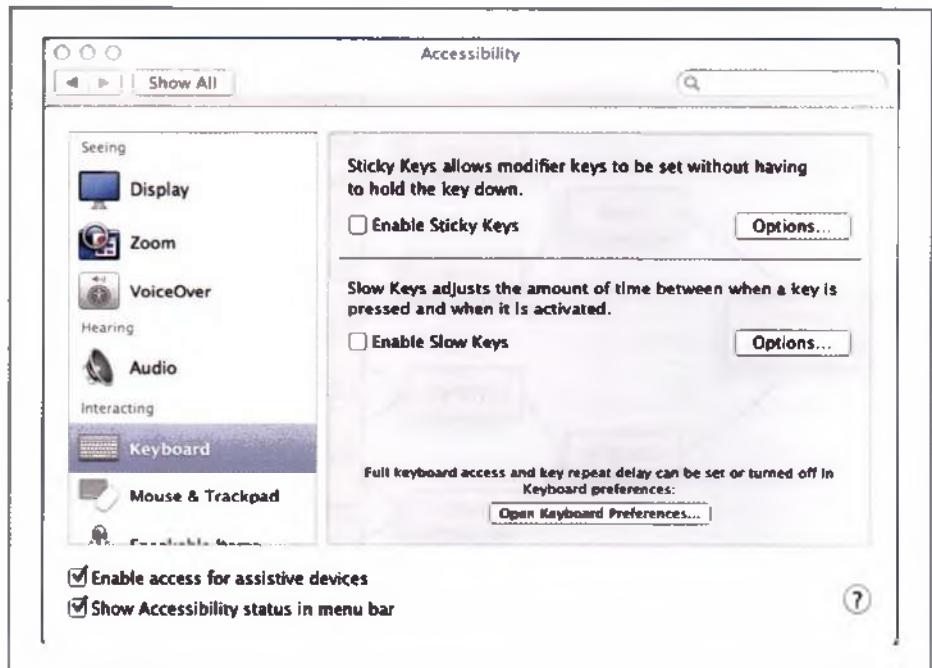 Accessibility
Show All
Seeing
Display
Zoom
VoiceOver
Hearing
Audio
Interacting
Keyboard
Mouse & Trackpad
Sticky Keys allows modifier keys to be set without having
to hold the key down.
Enable Sticky Keys
Options...
Slow Keys adjusts the amount of time between when a key is
pressed and when it is activated.
Enable Slow Keys
Options...
Full keyboard access and key repeat delay can be set or turned off in
Keyboard preferences:
Open Keyboard Preferences...
Enable access for assistive devices
Show Accessibility status in menu bar
?